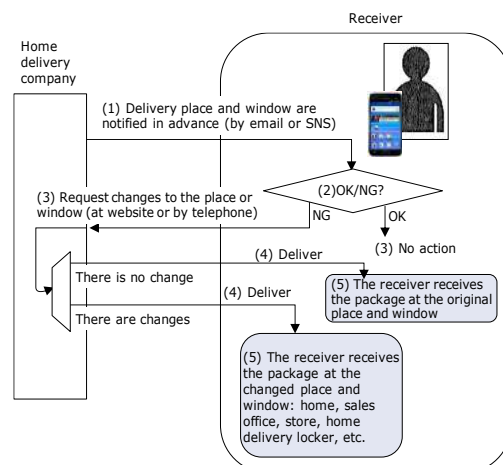 Receiver
Home
delivery
company
(1) Delivery place and window are
notified in advance (by email or SNS)
(2)OK/NG?
(3) Request changes to the place or
window (at website or by telephone)
NG
OK
(3) No action
(4) Deliver
There is no change
(5) The receiver receives
the package at the original
place and window
(4) Deliver
There are changes
(5) The receiver receives
the package at the
changed place and
window: home, sales
office, store, home
delivery locker, etc.